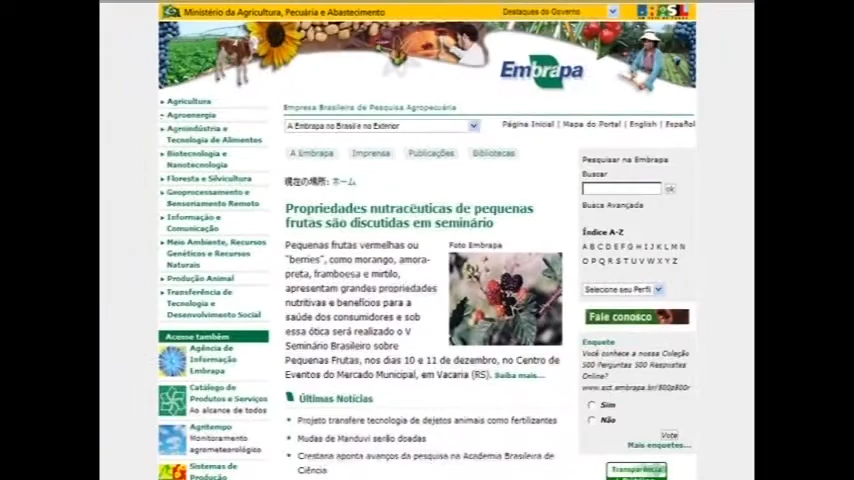 Ministério da Agricultura, Pecuária e Abastecimento
Destaques do Governo
BRASIL
Embrapa
Agricultura
Agroenergia
Agroindústria e
Tecnologia de Alimentos
Biotecnologia e
Nanotecnologia
Floresta e Silvicultura
Geoprocessamento e
Sensoriamento Remoto
Informação e
Comunicação
Meio Ambiente, Recursos
Genéticos e Recursos
Naturais
Produção Animal
Transferência de
Tecnologia e
Desenvolvimento Social
Acesse também
Agência de
Informação
Embrapa
Catálogo de
Produtos e Serviços
Ao alcance de todos
Agritempo
Monitoramento
agrometeorológico
Sistemas de
Produção
Empresa Brasileira de Pesquisa Agropecuária
A Embrapa no Brasil e no Exterior
Página Inicial | Mapa do Portal | English | Español
A Embrapa
Imprensa
Publicações
Bibliotecas
現在の場所: ホーム
Propriedades nutracêuticas de pequenas
frutas são discutidas em seminário
Pequenas frutas vermelhas ou
"berries", como morango, amora-
preta, framboesa e mirtilo,
apresentam grandes propriedades
nutritivas e benefícios para a
saúde dos consumidores e sob
essa ótica será realizado o V
Seminário Brasileiro sobre
Pequenas Frutas, nos dias 10 e 11 de dezembro, no Centro de
Eventos do Mercado Municipal, em Vacaria (RS). Saiba mais...
Foto Embrapa
Últimas Notícias
Projeto transfere tecnologia de dejetos animais como fertilizantes
Mudas de Manduvi serão doadas
Crestana aponta avanços da pesquisa na Academia Brasileira de
Ciência
Pesquisar na Embrapa
Buscar
ok
Busca Avançada
Índice A-Z
A B C D E F G H I J K L M N
O P Q R S T U V W X Y Z
Selecione seu Perfil
Fale conosco
Enquete
Você conhece a nossa Coleção
500 Perguntas 500 Respostas
Online?
www.sct.embrapa.br/500p500r
Sim
Não
Vote
Mais enquetes...
Transparência